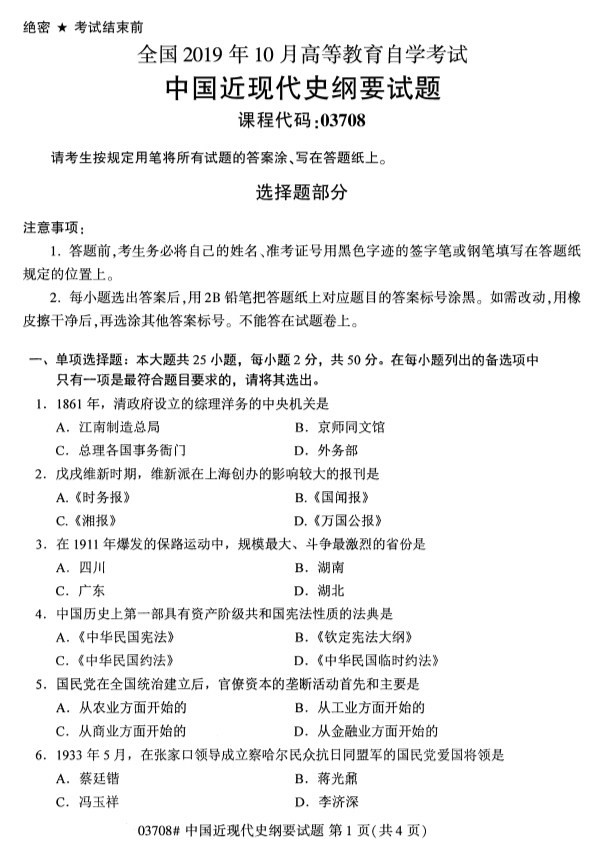 绝密 ★ 考试结束前
全国 2019 年 10 月高等教育自学考试
中国近现代史纲要试题
课程代码:03708
请考生按规定用笔将所有试题的答案涂、写在答题纸上。
选择题部分
注意事项:
1. 答题前,考生务必将自己的姓名、准考证号用黑色字迹的签字笔或钢笔填写在答题纸
规定的位置上。
2. 每小题选出答案后,用 2B 铅笔把答题纸上对应题目的答案标号涂黑。如需改动,用橡
皮擦干净后,再选涂其他答案标号。不能答在试题卷上。
一、单项选择题：本大题共 25 小题，每小题 2 分，共 50 分。在每小题列出的备选项中
只有一项是最符合题目要求的，请将其选出。
1. 1861 年，清政府设立的综理洋务的中央机关是
A. 江南制造总局 B. 京师同文馆
C. 总理各国事务衙门 D. 外务部
2. 戊戌维新时期，维新派在上海创办的影响较大的报刊是
A.《时务报》 B.《国闻报》
C.《湘报》 D.《万国公报》
3. 在 1911 年爆发的保路运动中，规模最大、斗争最激烈的省份是
A. 四川 B. 湖南
C. 广东 D. 湖北
4. 中国历史上第一部具有资产阶级共和国宪法性质的法典是
A.《中华民国宪法》 B.《钦定宪法大纲》
C.《中华民国约法》 D.《中华民国临时约法》
5. 国民党在全国统治建立后，官僚资本的垄断活动首先和主要是
A. 从农业方面开始的 B. 从工业方面开始的
C. 从商业方面开始的 D. 从金融业方面开始的
6. 1933 年 5 月，在张家口领导成立察哈尔民众抗日同盟军的国民党爱国将领是
A. 蔡廷锴 B. 蒋光鼐
C. 冯玉祥 D. 李济深
03708# 中国近现代史纲要试题 第 1 页(共 4 页)